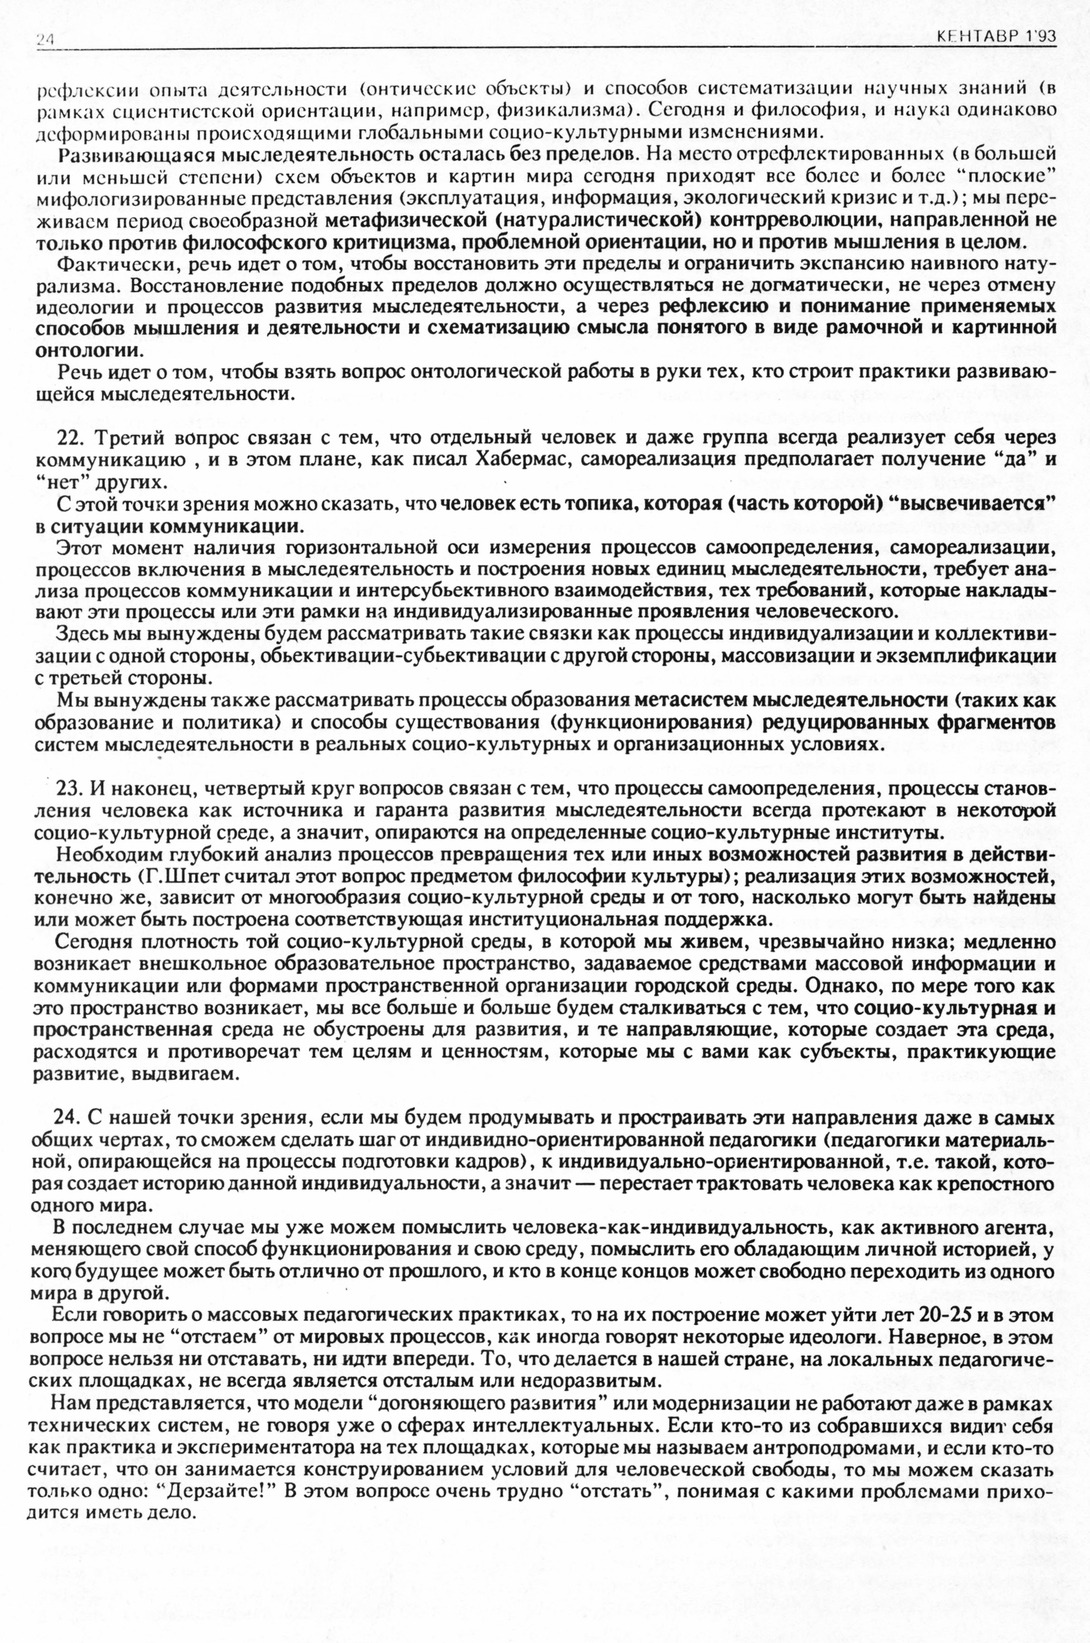 24
КЕНТАВР 1'93
рефлексии опыта деятельности (онтические объекты) и способов систематизации научных знаний (в
рамках сциентистской ориентации, например, физикализма). Сегодня и философия, и наука одинаково
деформированы происходящими глобальными социо-культурными изменениями.
Развивающаяся мыследеятельность осталась без пределов. На место отрефлектированных (в большей
или меньшей степени) схем объектов и картин мира сегодня приходят все более и более “плоские”
мифологизированные представления (эксплуатация, информация, экологический кризис и т.д.); мы пере-
живаем период своеобразной метафизической (натуралистической) контрреволюции, направленной не
только против философского критицизма, проблемной ориентации, но и против мышления в целом.
Фактически, речь идет о том, чтобы восстановить эти пределы и ограничить экспансию наивного нату-
рализма. Восстановление подобных пределов должно осуществляться не догматически, не через отмену
идеологии и процессов развития мыследеятельности, а через рефлексию и понимание применяемых
способов мышления и деятельности и схематизацию смысла понятого в виде рамочной и картинной
онтологии.
Речь идет о том, чтобы взять вопрос онтологической работы в руки тех, кто строит практики развиваю-
щейся мыследеятельности.
22. Третий вопрос связан с тем, что отдельный человек и даже группа всегда реализует себя через
коммуникацию , и в этом плане, как писал Хабермас, самореализация предполагает получение “да” и
“нет” других.
С этой точки зрения можно сказать, что человек есть топика, которая (часть которой) “высвечивается”
в ситуации коммуникации.
Этот момент наличия горизонтальной оси измерения процессов самоопределения, самореализации,
процессов включения в мыследеятельность и построения новых единиц мыследеятельности, требует ана-
лиза процессов коммуникации и интерсубьективного взаимодействия, тех требований, которые наклады-
вают эти процессы или эти рамки на индивидуализированные проявления человеческого.
Здесь мы вынуждены будем рассматривать такие связки как процессы индивидуализации и коллективи-
зации с одной стороны, обьективации-субьективации с другой стороны, массовизации и экземплификации
с третьей стороны.
Мы вынуждены также рассматривать процессы образования метасистем мыследеятельности (таких как
образование и политика) и способы существования (функционирования) редуцированных фрагментов
систем мыследеятельности в реальных социо-культурных и организационных условиях.
23. И наконец, четвертый круг вопросов связан с тем, что процессы самоопределения, процессы станов-
ления человека как источника и гаранта развития мыследеятельности всегда протекают в некоторой
социо-культурной среде, а значит, опираются на определенные социо-культурные институты.
Необходим глубокий анализ процессов превращения тех или иных возможностей развития в действи-
тельность (Г.Шпет считал этот вопрос предметом философии культуры); реализация этих возможностей,
конечно же, зависит от многообразия социо-культурной среды и от того, насколько могут быть найдены
или может быть построена соответствующая институциональная поддержка.
Сегодня плотность той социо-культурной среды, в которой мы живем, чрезвычайно низка; медленно
возникает внешкольное образовательное пространство, задаваемое средствами массовой информации и
коммуникации или формами пространственной организации городской среды. Однако, по мере того как
это пространство возникает, мы все больше и больше будем сталкиваться с тем, что социо-культурная и
пространственная среда не обустроены для развития, и те направляющие, которые создает эта среда,
расходятся и противоречат тем целям и ценностям, которые мы с вами как субъекты, практикующие
развитие, выдвигаем.
24. С нашей точки зрения, если мы будем продумывать и простраивать эти направления даже в самых
общих чертах, то сможем сделать шаг от индивидно-ориентированной педагогики (педагогики материаль-
ной, опирающейся на процессы подготовки кадров), к индивидуально-ориентированной, т.е. такой, кото-
рая создает историю данной индивидуальности, а значит — перестает трактовать человека как крепостного
одного мира.
В последнем случае мы уже можем помыслить человека-как-индивидуальность, как активного агента,
меняющего свой способ функционирования и свою среду, помыслить его обладающим личной историей, у
кого будущее может быть отлично от прошлого, и кто в конце концов может свободно переходить из одного
мира в другой.
Если говорить о массовых педагогических практиках, то на их построение может уйти лет 20-25 и в этом
вопросе мы не “отстаем” от мировых процессов, как иногда говорят некоторые идеологи. Наверное, в этом
вопросе нельзя ни отставать, ни идти впереди. То, что делается в нашей стране, на локальных педагогиче-
ских площадках, не всегда является отсталым или недоразвитым.
Нам представляется, что модели “догоняющего развития” или модернизации не работают даже в рамках
технических систем, не говоря уже о сферах интеллектуальных. Если кто-то из собравшихся видит себя
как практика и экспериментатора на тех площадках, которые мы называем антроподромами, и если кто-то
считает, что он занимается конструированием условий для человеческой свободы, то мы можем сказать
только одно: “Дерзайте!” В этом вопросе очень трудно “отстать”, понимая с какими проблемами прихо-
дится иметь дело.